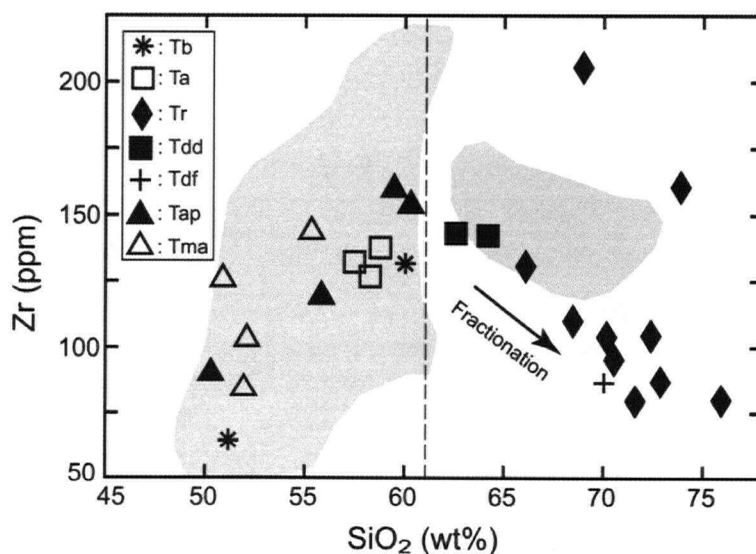 : Tb
: Ta
: Tr
: Tdd
: Tdf
: Tap
: Tma
Fractionation
Zr (ppm)
200
150
100
50
45
50
55
60
65
70
75
SiO₂ (wt%)